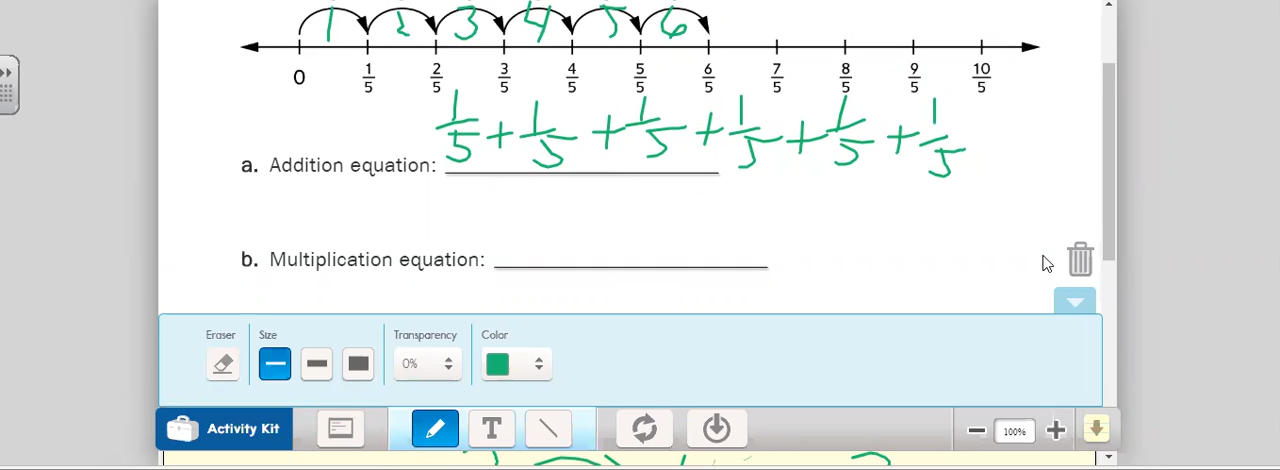 1 2 3 4 5 6
0 1/5 2/5 3/5 4/5 5/5 6/5 7/5 8/5 9/5 10/5
1/5 + 1/5 + 1/5 + 1/5 + 1/5 + 1/5
a. Addition equation:
b. Multiplication equation:
Eraser Size Transparency Color
0%
Activity Kit T 100%